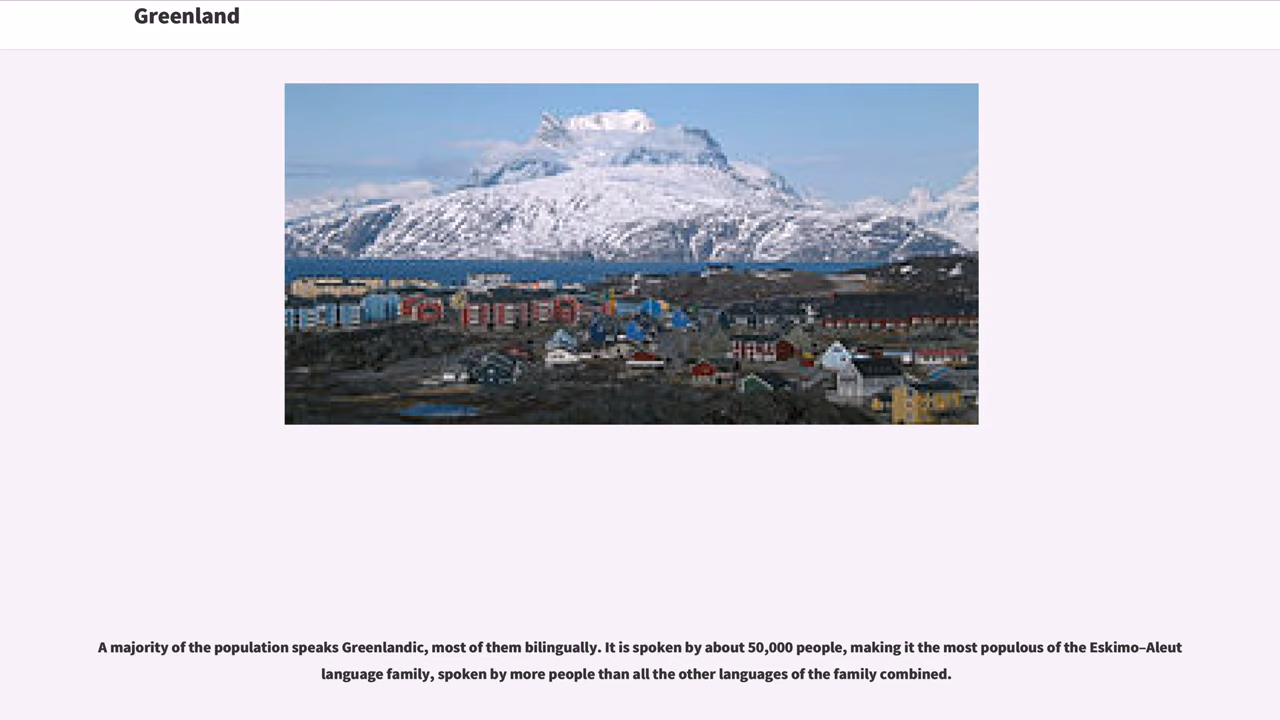 Greenland
A majority of the population speaks Greenlandic, most of them bilingually. It is spoken by about 50,000 people, making it the most populous of the Eskimo–Aleut
language family, spoken by more people than all the other languages of the family combined.